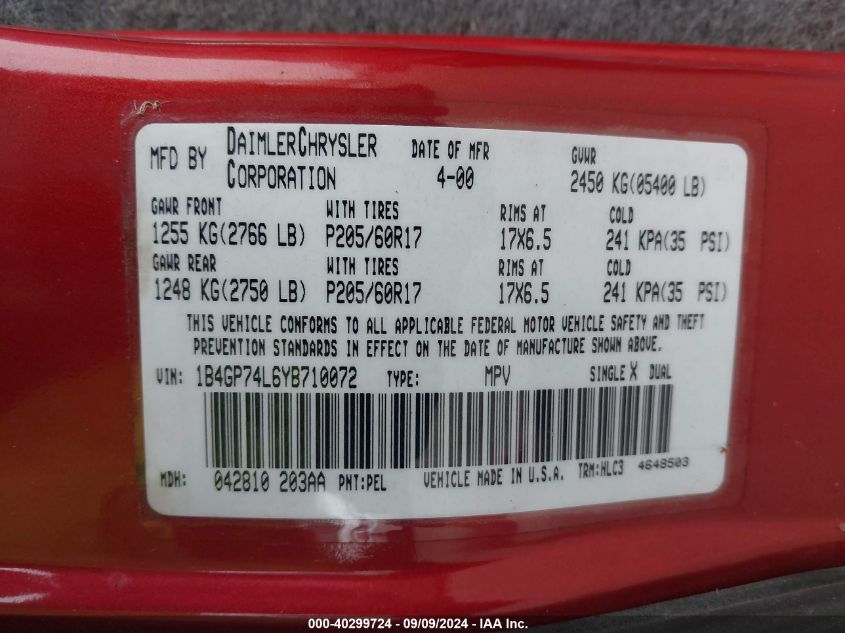 MFD BY DAIMLERCHRYSLER CORPORATION DATE OF MFR 4-00 GVWR 2450 KG(05400 LB)
GAWR FRONT WITH TIRES RIMS AT COLD
1255 KG(2766 LB) P205/60R17 17X6.5 241 KPA(35 PSI)
GAWR REAR WITH TIRES RIMS AT COLD
1248 KG(2750 LB) P205/60R17 17X6.5 241 KPA(35 PSI)
THIS VEHICLE CONFORMS TO ALL APPLICABLE FEDERAL MOTOR VEHICLE SAFETY AND THEFT
PREVENTION STANDARDS IN EFFECT ON THE DATE OF MANUFACTURE SHOWN ABOVE.
VIN: 1B4GP74L6YB710072 TYPE: MPV SINGLE X DUAL
MDH: 042810 203AA PNT:PEL VEHICLE MADE IN U.S.A. TRM:HLC3 4648503
000-40299724 - 09/09/2024 - IAA Inc.